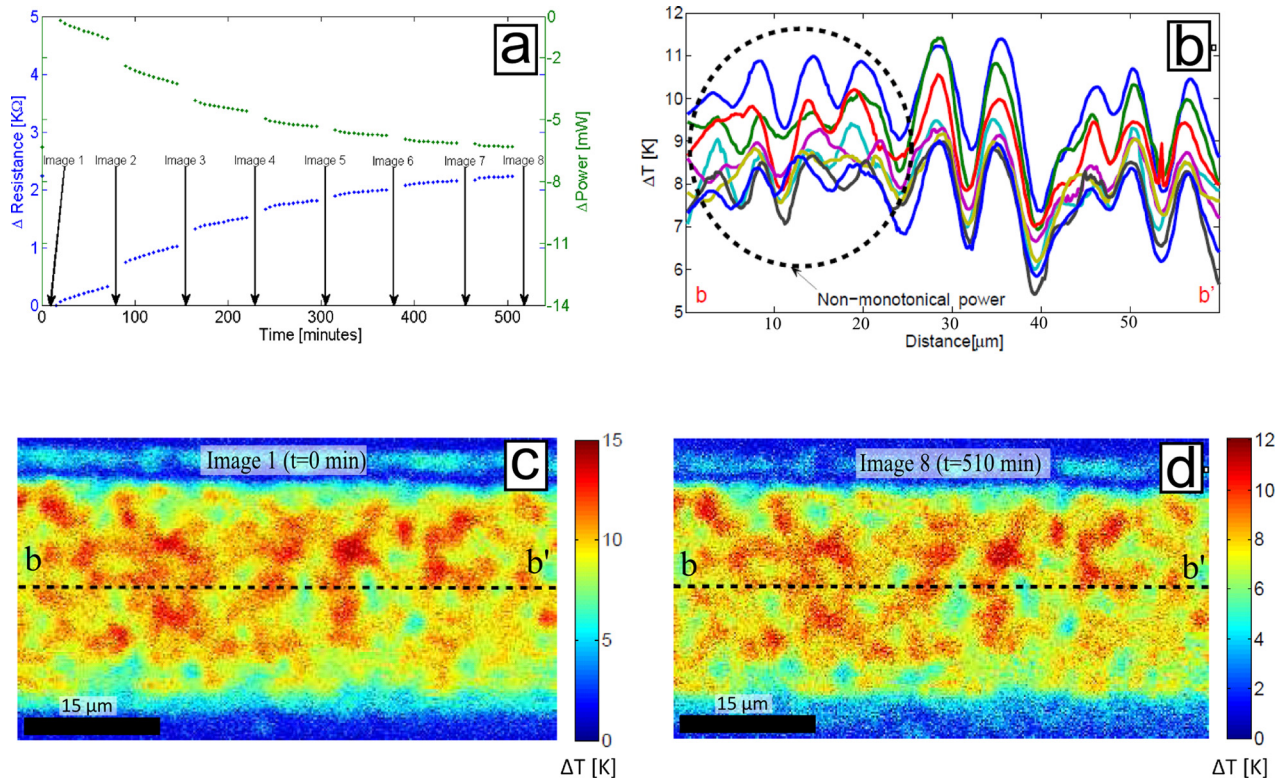 a
5
4
3
2
1
0
Δ Resistance [KΩ]
0
-2
-5
-8
-11
-14
ΔPower [mW]
Image 1 Image 2 Image 3 Image 4 Image 5 Image 6 Image 7 Image 8
0 100 200 300 400 500
Time [minutes]
b
12
11
10
9
8
7
6
5
ΔT [K]
Non-monotonical power
b b'
10 20 30 40 50
Distance[μm]
c
Image 1 (t=0 min)
b b'
15 μm
15
10
5
0
ΔT [K]
d
Image 8 (t=510 min)
b b'
15 μm
12
10
8
6
4
2
0
ΔT [K]